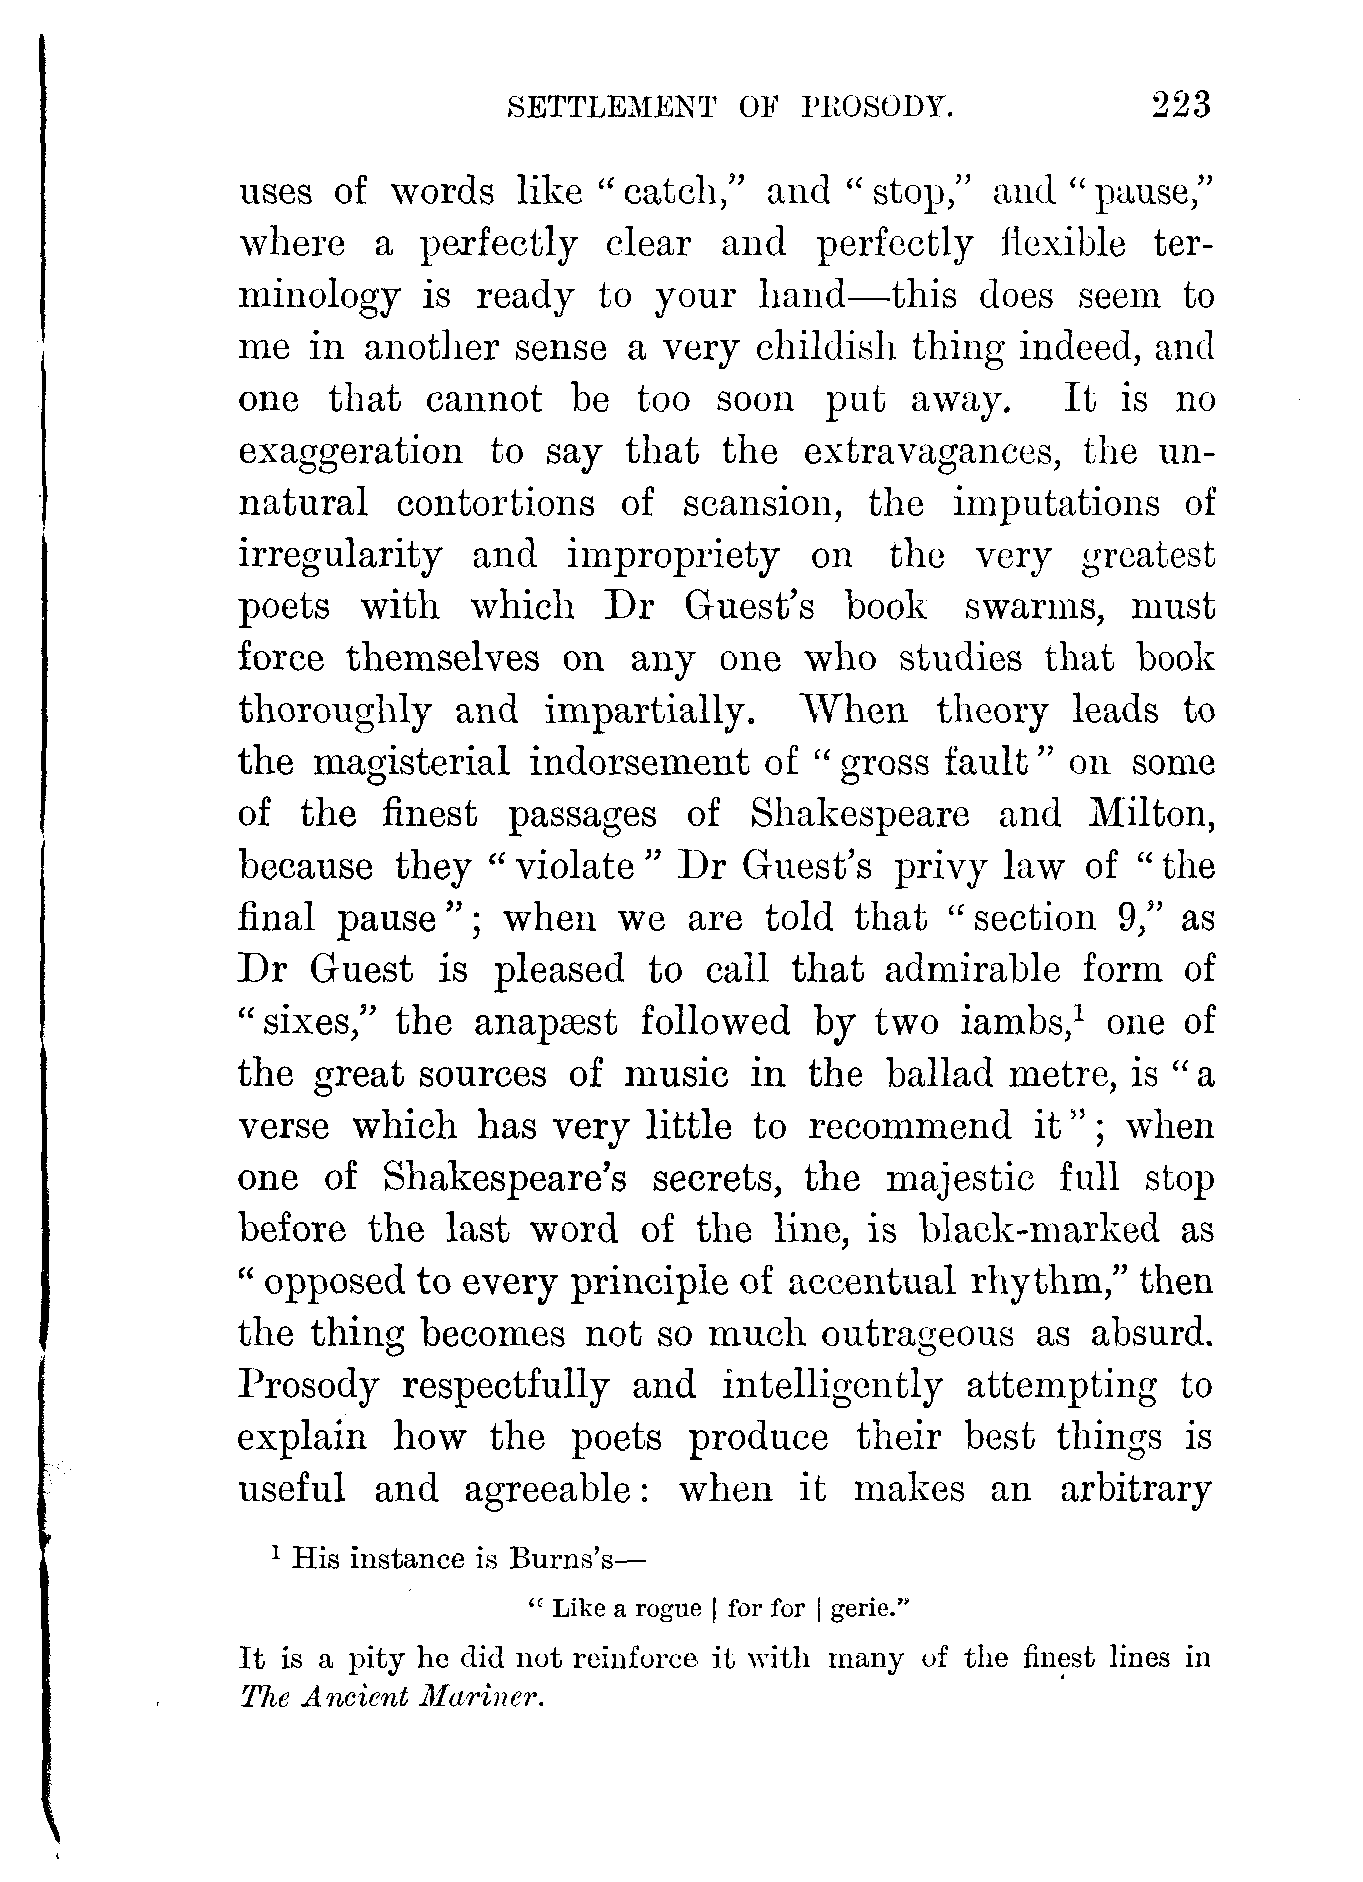 SETTLEMENT OF PROSODY. 223
uses of words like “catch,” and “stop,” and “pause,”
where a perfectly clear and perfectly flexible ter-
minology is ready to your hand—this does seem to
me in another sense a very childish thing indeed, and
one that cannot be too soon put away. It is no
exaggeration to say that the extravagances, the un-
natural contortions of scansion, the imputations of
irregularity and impropriety on the very greatest
poets with which Dr Guest’s book swarms, must
force themselves on any one who studies that book
thoroughly and impartially. When theory leads to
the magisterial indorsement of “gross fault” on some
of the finest passages of Shakespeare and Milton,
because they “violate” Dr Guest’s privy law of “the
final pause”; when we are told that “section 9,” as
Dr Guest is pleased to call that admirable form of
“sixes,” the anapæst followed by two iambs,¹ one of
the great sources of music in the ballad metre, is “a
verse which has very little to recommend it”; when
one of Shakespeare’s secrets, the majestic full stop
before the last word of the line, is black-marked as
“opposed to every principle of accentual rhythm,” then
the thing becomes not so much outrageous as absurd.
Prosody respectfully and intelligently attempting to
explain how the poets produce their best things is
useful and agreeable: when it makes an arbitrary
¹ His instance is Burns’s—
“Like a rogue | for for | gerie.”
It is a pity he did not reinforce it with many of the finest lines in
The Ancient Mariner.